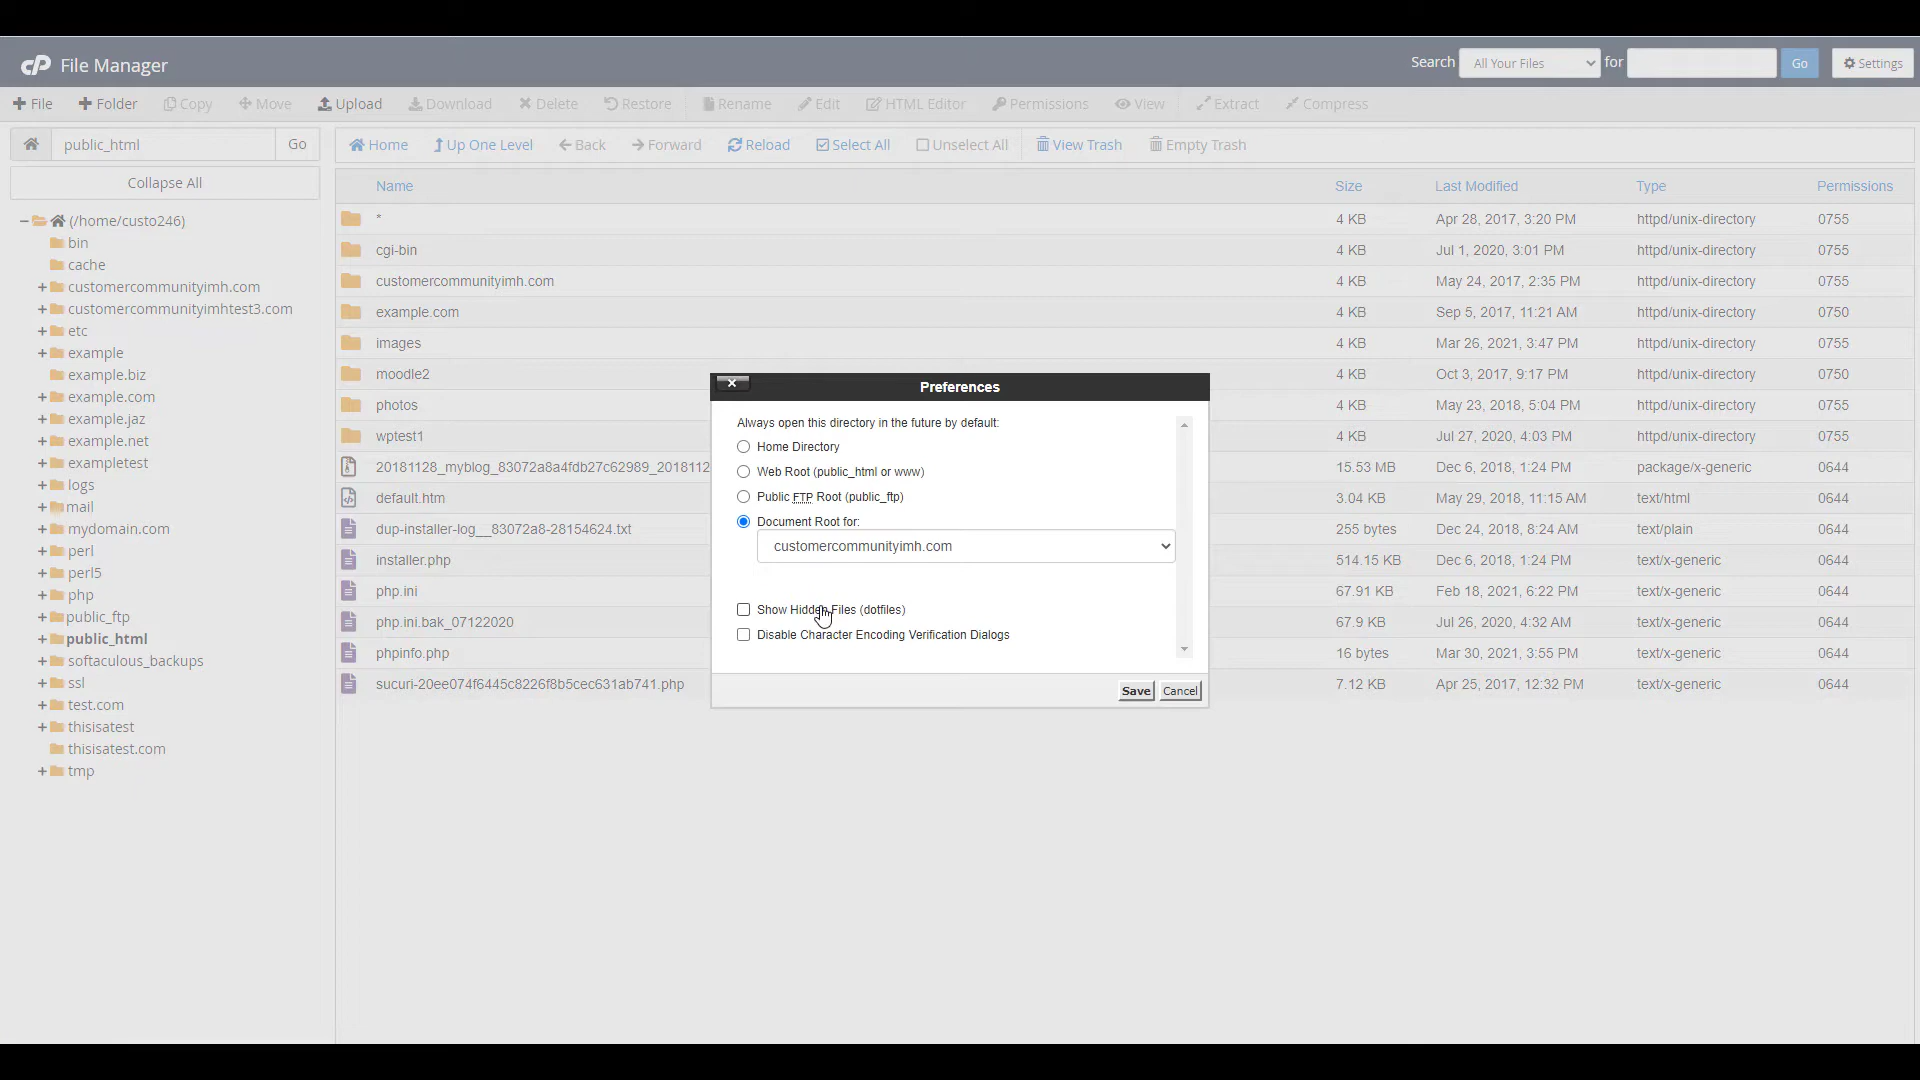 cP File Manager
Search All Your Files for Go Settings
File Folder Copy Move Upload Download Delete Restore Rename Edit HTML Editor Permissions View Extract Compress
public_html Go
Home Up One Level Back Forward Reload Select All Unselect All View Trash Empty Trash
Collapse All
(/home/custo246)
bin
cache
customercommunityimh.com
customercommunityimhtest3.com
etc
example
example.biz
example.com
example.jaz
example.net
exampletest
logs
mail
mydomain.com
perl
perl5
php
public_ftp
public_html
softaculous_backups
ssl
test.com
thisisatest
thisisatest.com
tmp
Name Size Last Modified Type Permissions
* 4 KB Apr 28, 2017, 3:20 PM httpd/unix-directory 0755
cgi-bin 4 KB Jul 1, 2020, 3:01 PM httpd/unix-directory 0755
customercommunityimh.com 4 KB May 24, 2017, 2:35 PM httpd/unix-directory 0755
example.com 4 KB Sep 5, 2017, 11:21 AM httpd/unix-directory 0750
images 4 KB Mar 26, 2021, 3:47 PM httpd/unix-directory 0755
moodle2 4 KB Oct 3, 2017, 9:17 PM httpd/unix-directory 0750
photos 4 KB May 23, 2018, 5:04 PM httpd/unix-directory 0755
wptest1 4 KB Jul 27, 2020, 4:03 PM httpd/unix-directory 0755
20181128_myblog_83072a8a4fdb27c62989_2018112 15.53 MB Dec 6, 2018, 1:24 PM package/x-generic 0644
default.htm 3.04 KB May 29, 2018, 11:15 AM text/html 0644
dup-installer-log__83072a8-28154624.txt 255 bytes Dec 24, 2018, 8:24 AM text/plain 0644
installer.php 514.15 KB Dec 6, 2018, 1:24 PM text/x-generic 0644
php.ini 67.91 KB Feb 18, 2021, 6:22 PM text/x-generic 0644
php.ini.bak_07122020 67.9 KB Jul 26, 2020, 4:32 AM text/x-generic 0644
phpinfo.php 16 bytes Mar 30, 2021, 3:55 PM text/x-generic 0644
sucuri-20ee074f6445c8226f8b5cec631ab741.php 7.12 KB Apr 25, 2017, 12:32 PM text/x-generic 0644
Preferences
Always open this directory in the future by default:
Home Directory
Web Root (public_html or www)
Public FTP Root (public_ftp)
Document Root for:
customercommunityimh.com
Show Hidden Files (dotfiles)
Disable Character Encoding Verification Dialogs
Save Cancel